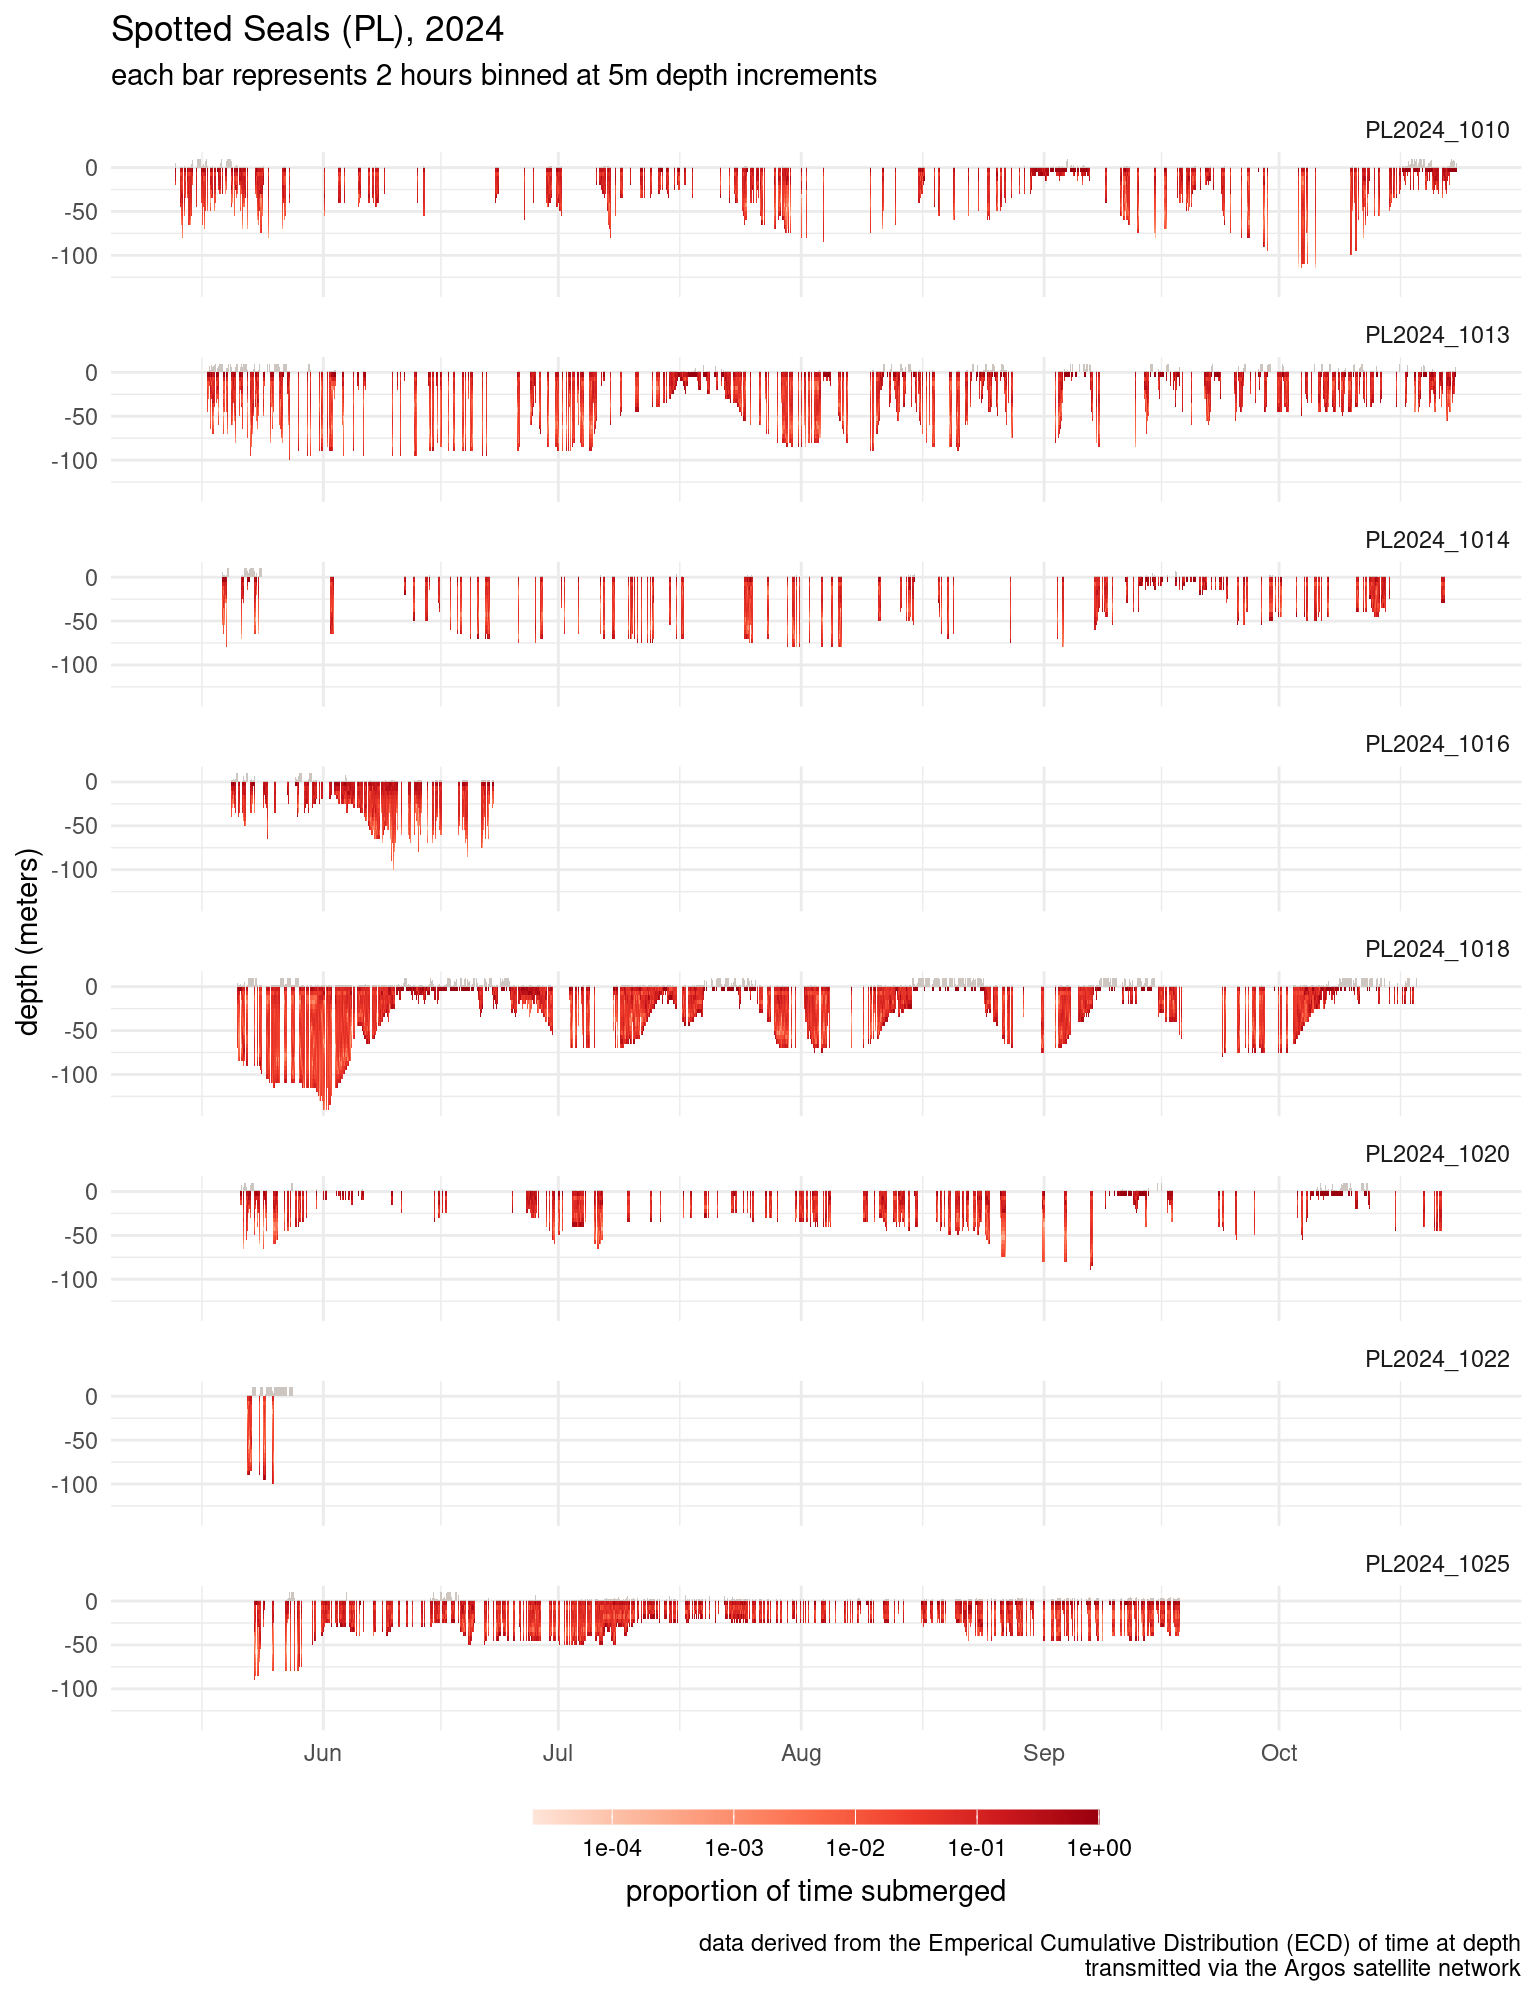 Spotted Seals (PL), 2024
each bar represents 2 hours binned at 5m depth increments
PL2024_1010
0
-50
-100
PL2024_1013
0
-50
-100
PL2024_1014
0
-50
-100
PL2024_1016
0
-50
-100
depth (meters)
PL2024_1018
0
-50
-100
PL2024_1020
0
-50
-100
PL2024_1022
0
-50
-100
PL2024_1025
0
-50
-100
Jun Jul Aug Sep Oct
1e-04 1e-03 1e-02 1e-01 1e+00
proportion of time submerged
data derived from the Emperical Cumulative Distribution (ECD) of time at depth
transmitted via the Argos satellite network